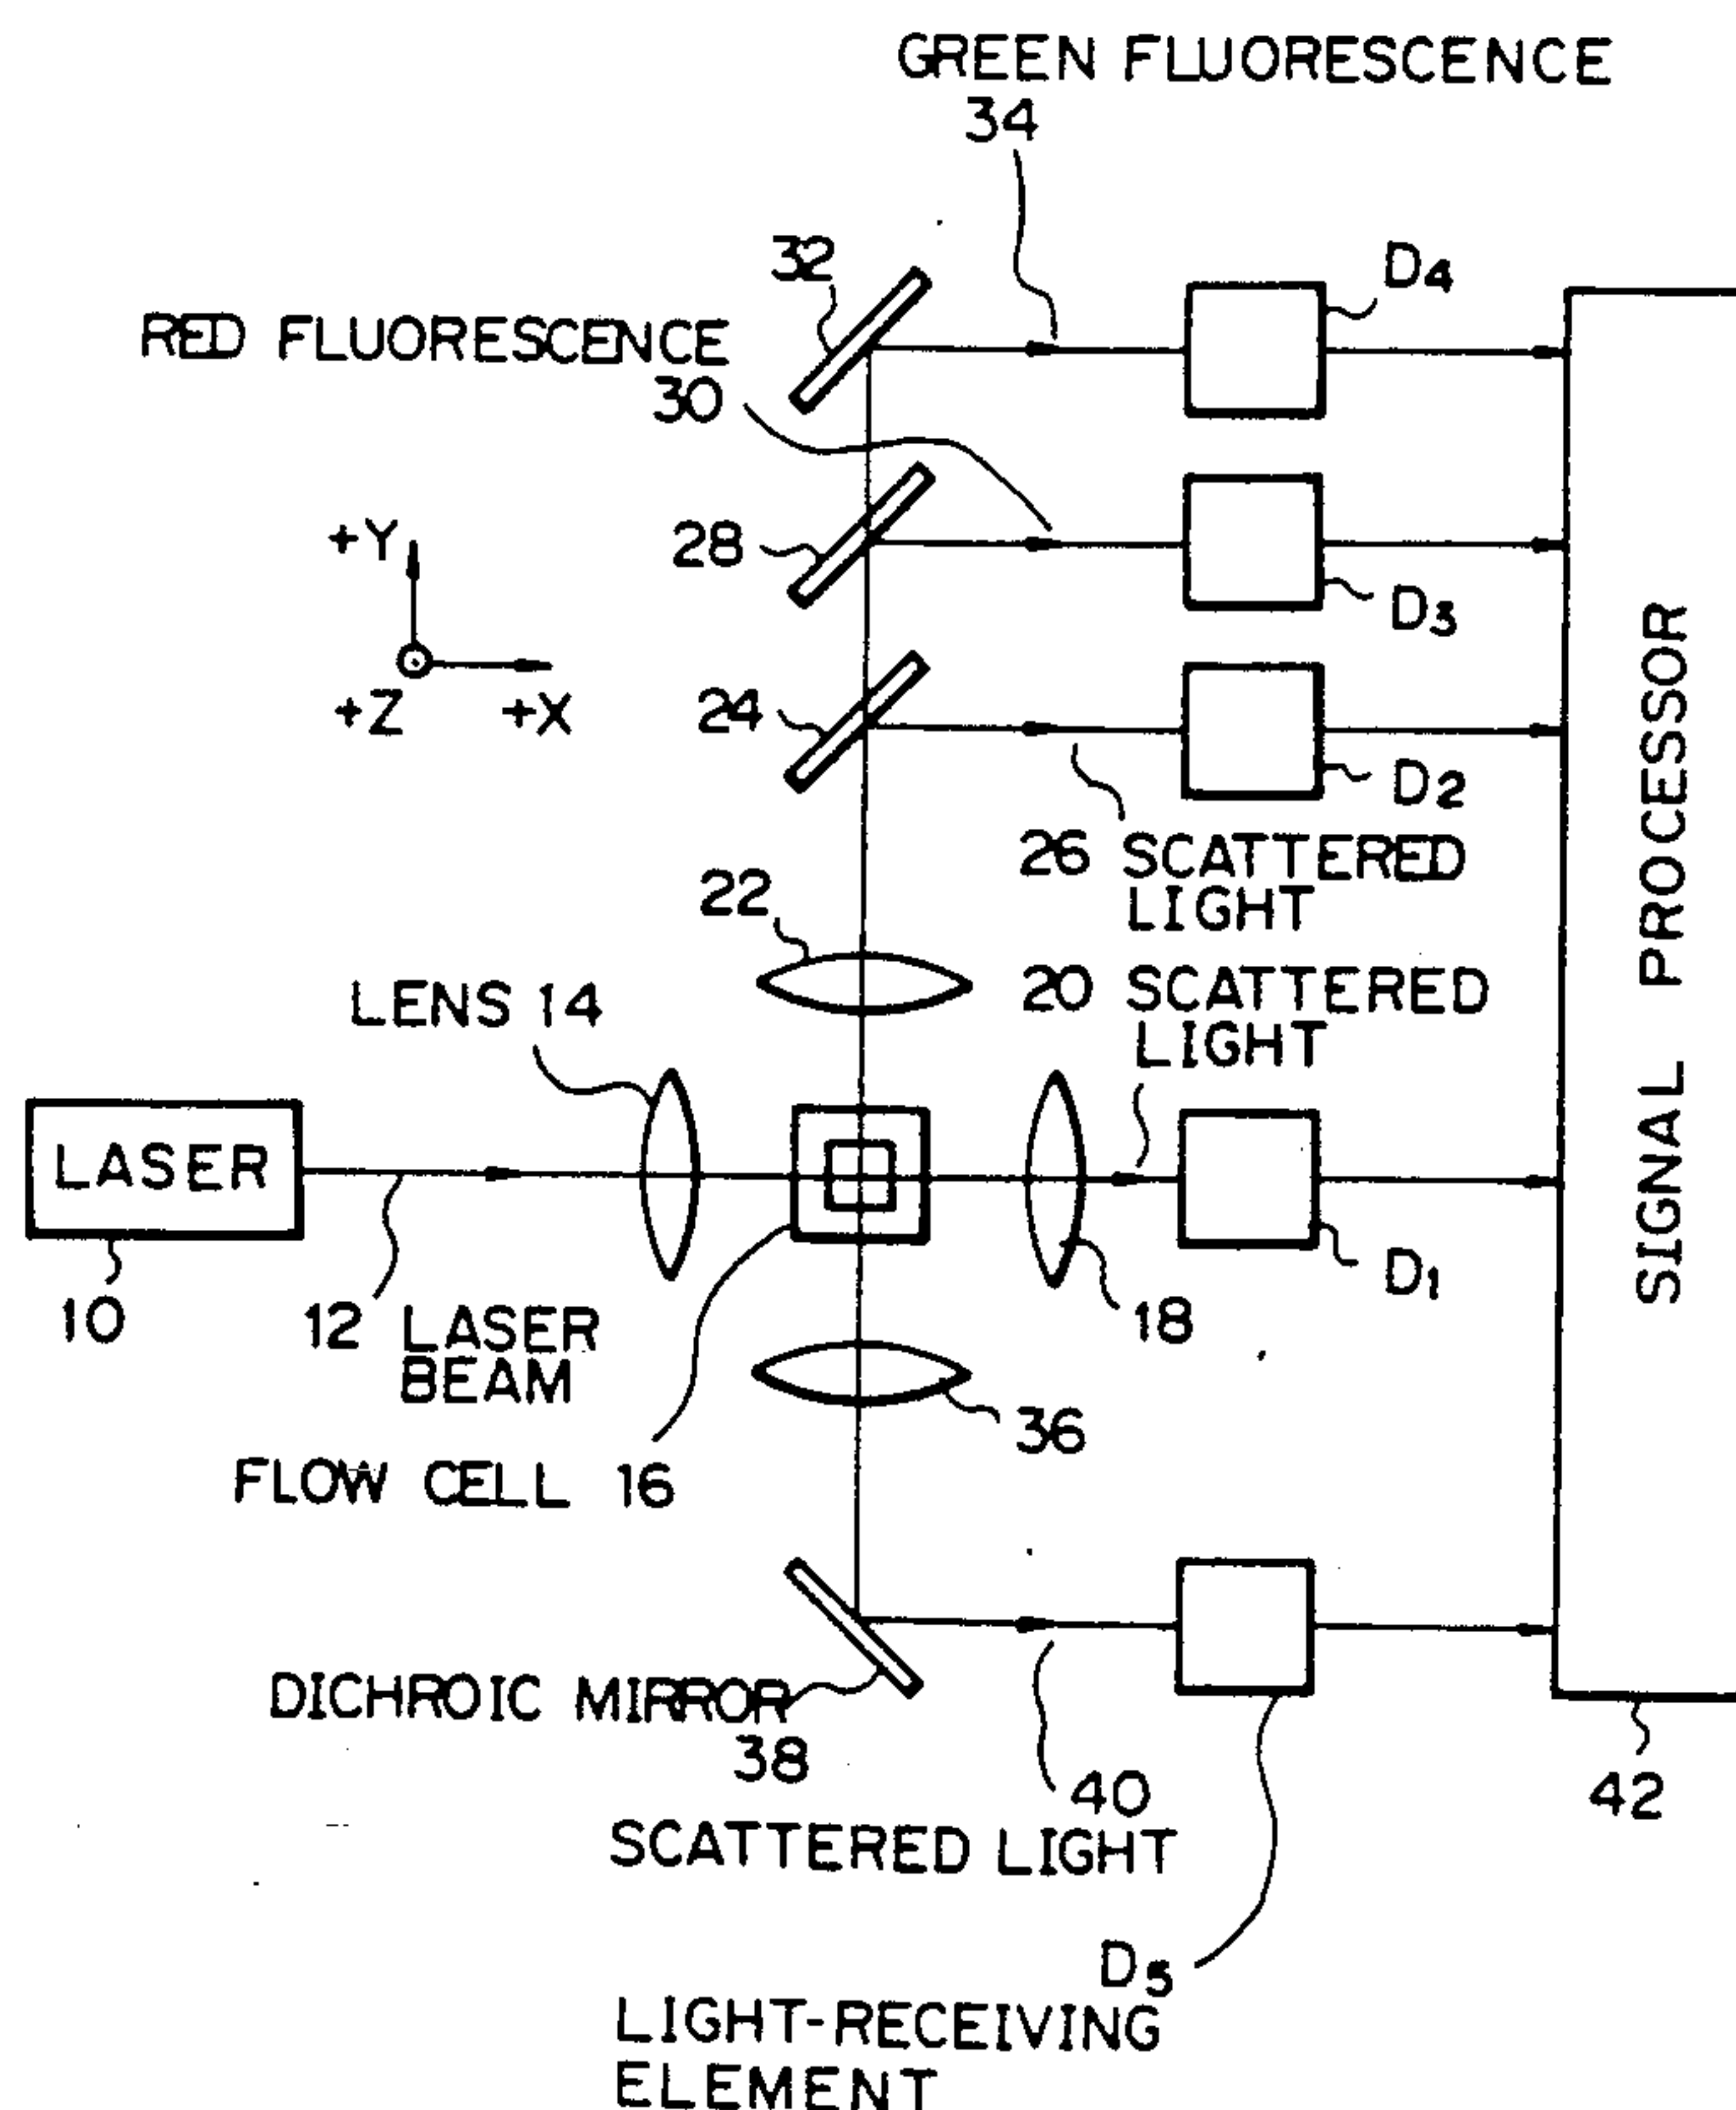 GREEN FLUORESCENCE
34
32
D4
RED FLUORESCENCE
30
28
D3
+Y
+Z +X
24
D2
26 SCATTERED
LIGHT
22
20 SCATTERED
LIGHT
LENS 14
LASER
10
12 LASER
BEAM
D1
18
36
FLOW CELL 16
SIGNAL PROCESSOR
DICHROIC MIRROR
38
40
SCATTERED LIGHT
42
D5
LIGHT-RECEIVING
ELEMENT